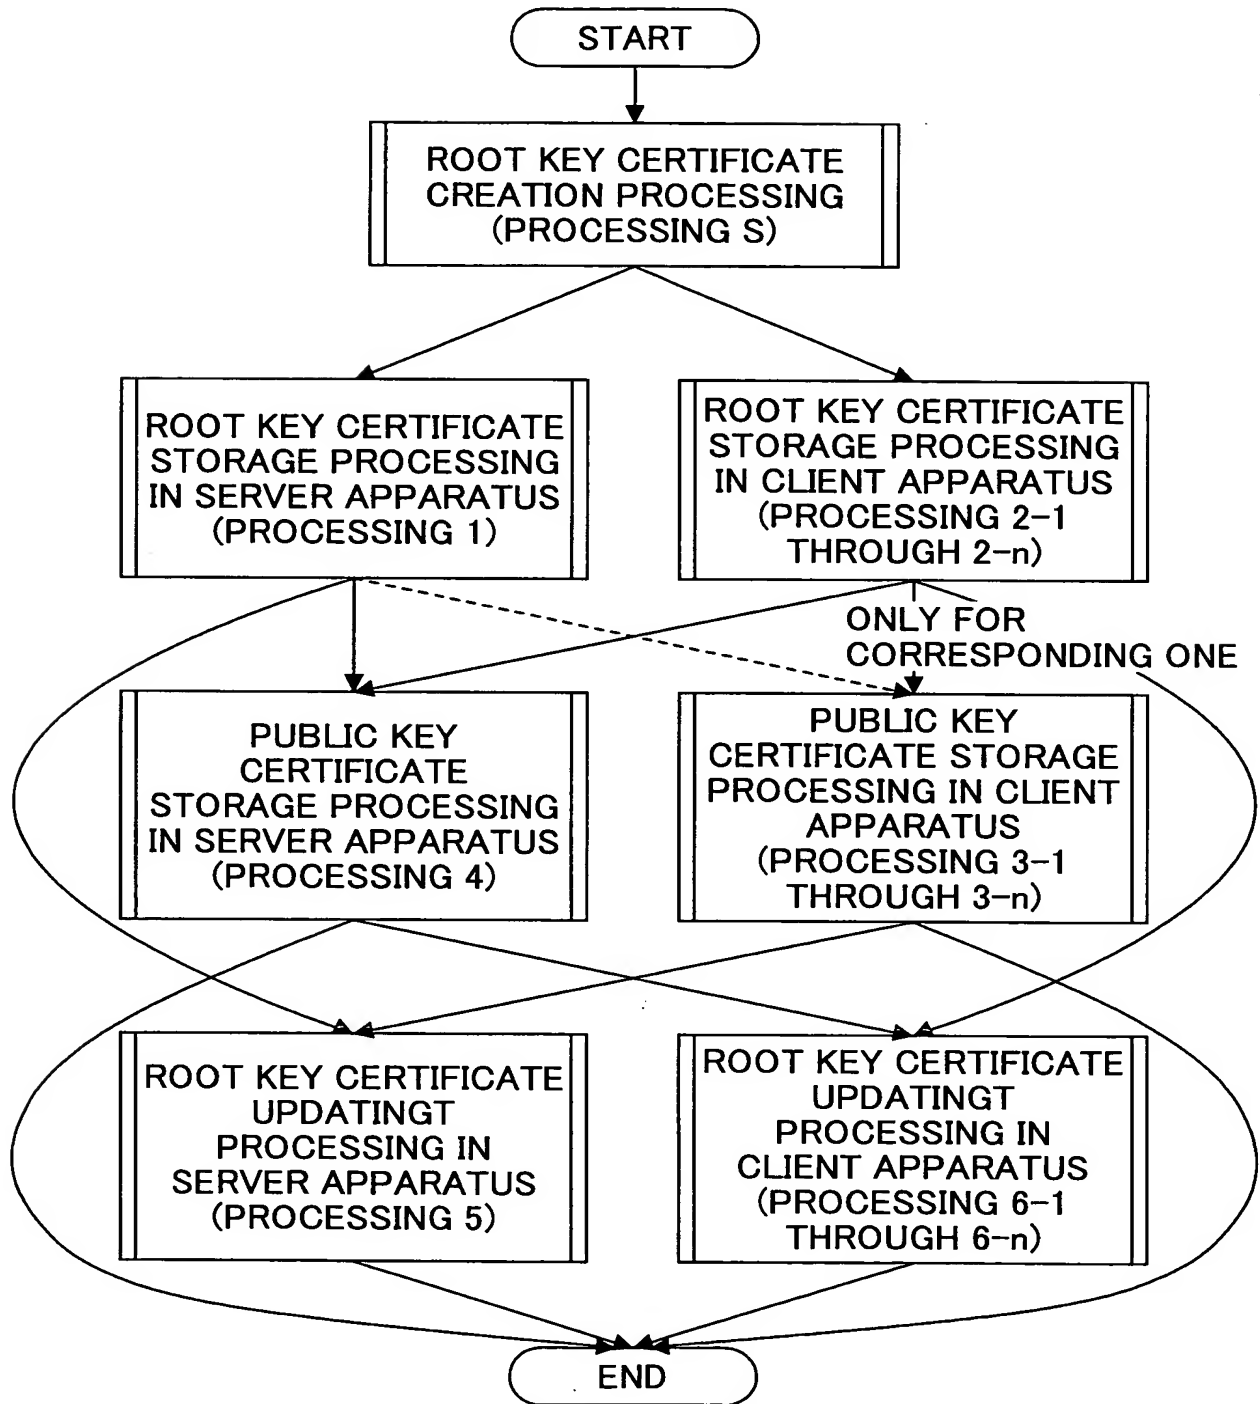 START
ROOT KEY CERTIFICATE
CREATION PROCESSING
(PROCESSING S)
ROOT KEY CERTIFICATE
STORAGE PROCESSING
IN SERVER APPARATUS
(PROCESSING 1)
ROOT KEY CERTIFICATE
STORAGE PROCESSING
IN CLIENT APPARATUS
(PROCESSING 2-1
THROUGH 2-n)
ONLY FOR
CORRESPONDING ONE
PUBLIC KEY
CERTIFICATE
STORAGE PROCESSING
IN SERVER APPARATUS
(PROCESSING 4)
PUBLIC KEY
CERTIFICATE STORAGE
PROCESSING IN CLIENT
APPARATUS
(PROCESSING 3-1
THROUGH 3-n)
ROOT KEY CERTIFICATE
UPDATINGT
PROCESSING IN
SERVER APPARATUS
(PROCESSING 5)
ROOT KEY CERTIFICATE
UPDATINGT
PROCESSING IN
CLIENT APPARATUS
(PROCESSING 6-1
THROUGH 6-n)
END